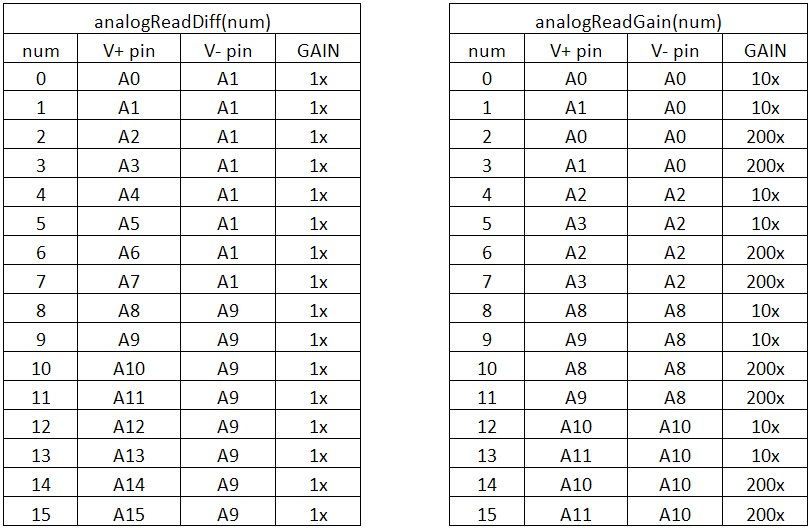 analogReadDiff(num)
num V+ pin V- pin GAIN
0 A0 A1 1x
1 A1 A1 1x
2 A2 A1 1x
3 A3 A1 1x
4 A4 A1 1x
5 A5 A1 1x
6 A6 A1 1x
7 A7 A1 1x
8 A8 A9 1x
9 A9 A9 1x
10 A10 A9 1x
11 A11 A9 1x
12 A12 A9 1x
13 A13 A9 1x
14 A14 A9 1x
15 A15 A9 1x
analogReadGain(num)
num V+ pin V- pin GAIN
0 A0 A0 10x
1 A1 A0 10x
2 A0 A0 200x
3 A1 A0 200x
4 A2 A2 10x
5 A3 A2 10x
6 A2 A2 200x
7 A3 A2 200x
8 A8 A8 10x
9 A9 A8 10x
10 A8 A8 200x
11 A9 A8 200x
12 A10 A10 10x
13 A11 A10 10x
14 A10 A10 200x
15 A11 A10 200x